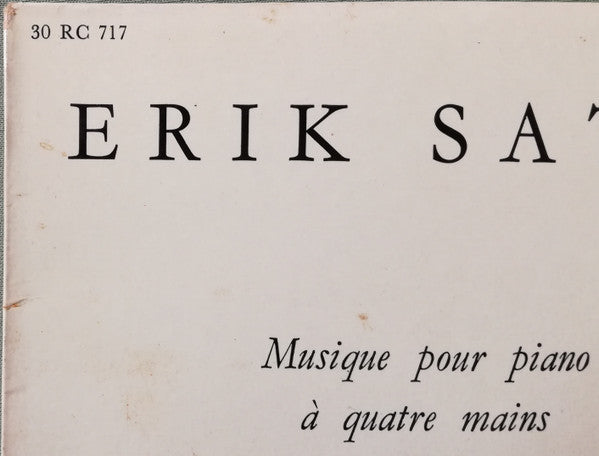 30 RC 717
ERIK SA
Musique pour piano
à quatre mains